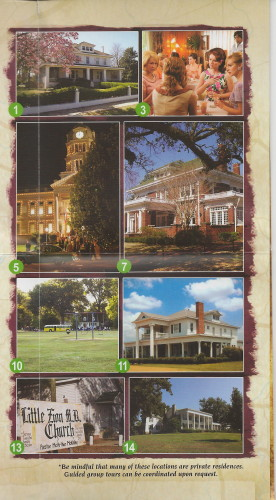 1
3
5
7
10
11
Little Zion M.B.
Church
13
14
*Be mindful that many of these locations are private residences.
Guided group tours can be coordinated upon request.